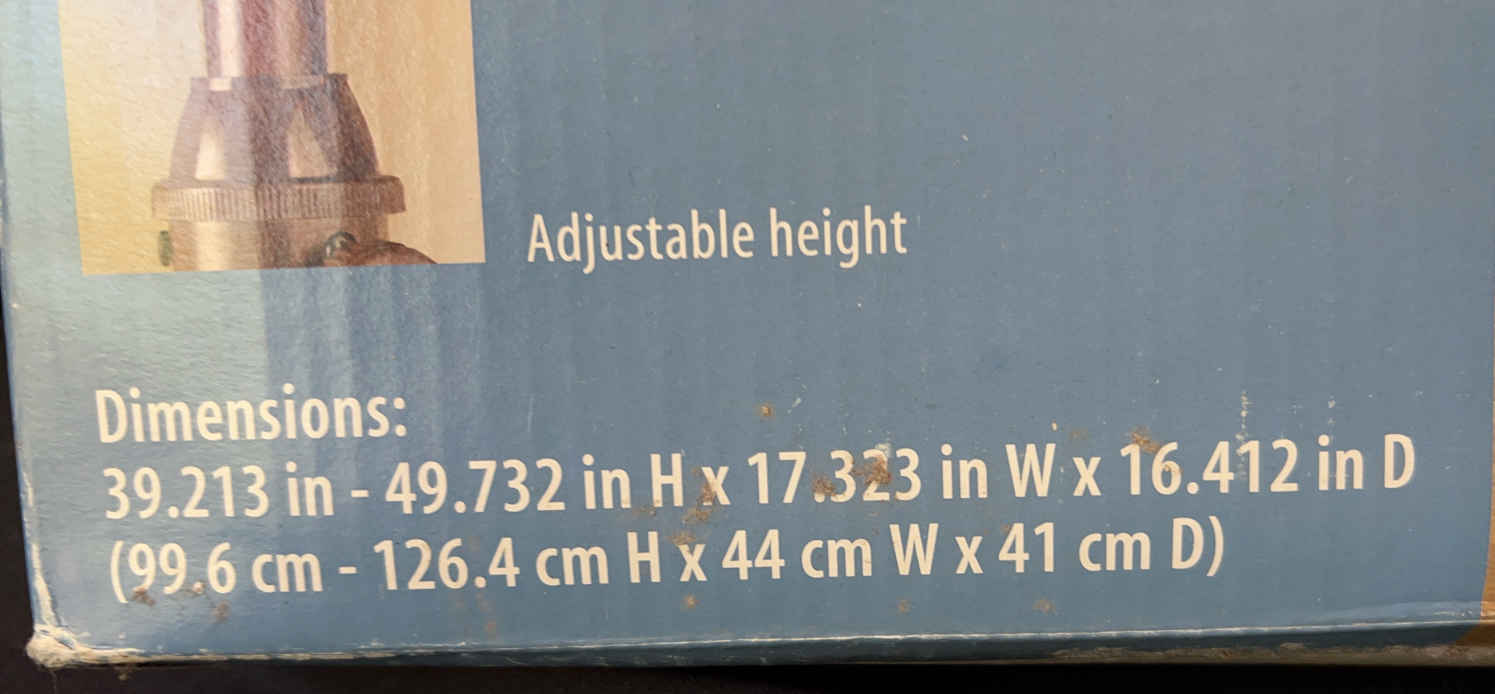 Adjustable height
Dimensions:
39.213 in - 49.732 in H x 17.323 in W x 16.412 in D
(99.6 cm - 126.4 cm H x 44 cm W x 41 cm D)